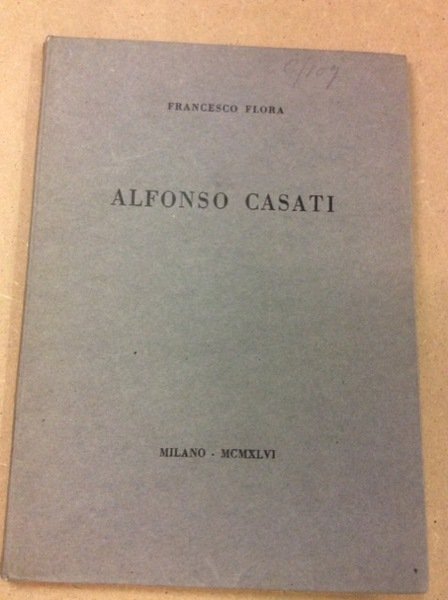 FRANCESCO FLORA
ALFONSO CASATI
MILANO - MCMXLVI